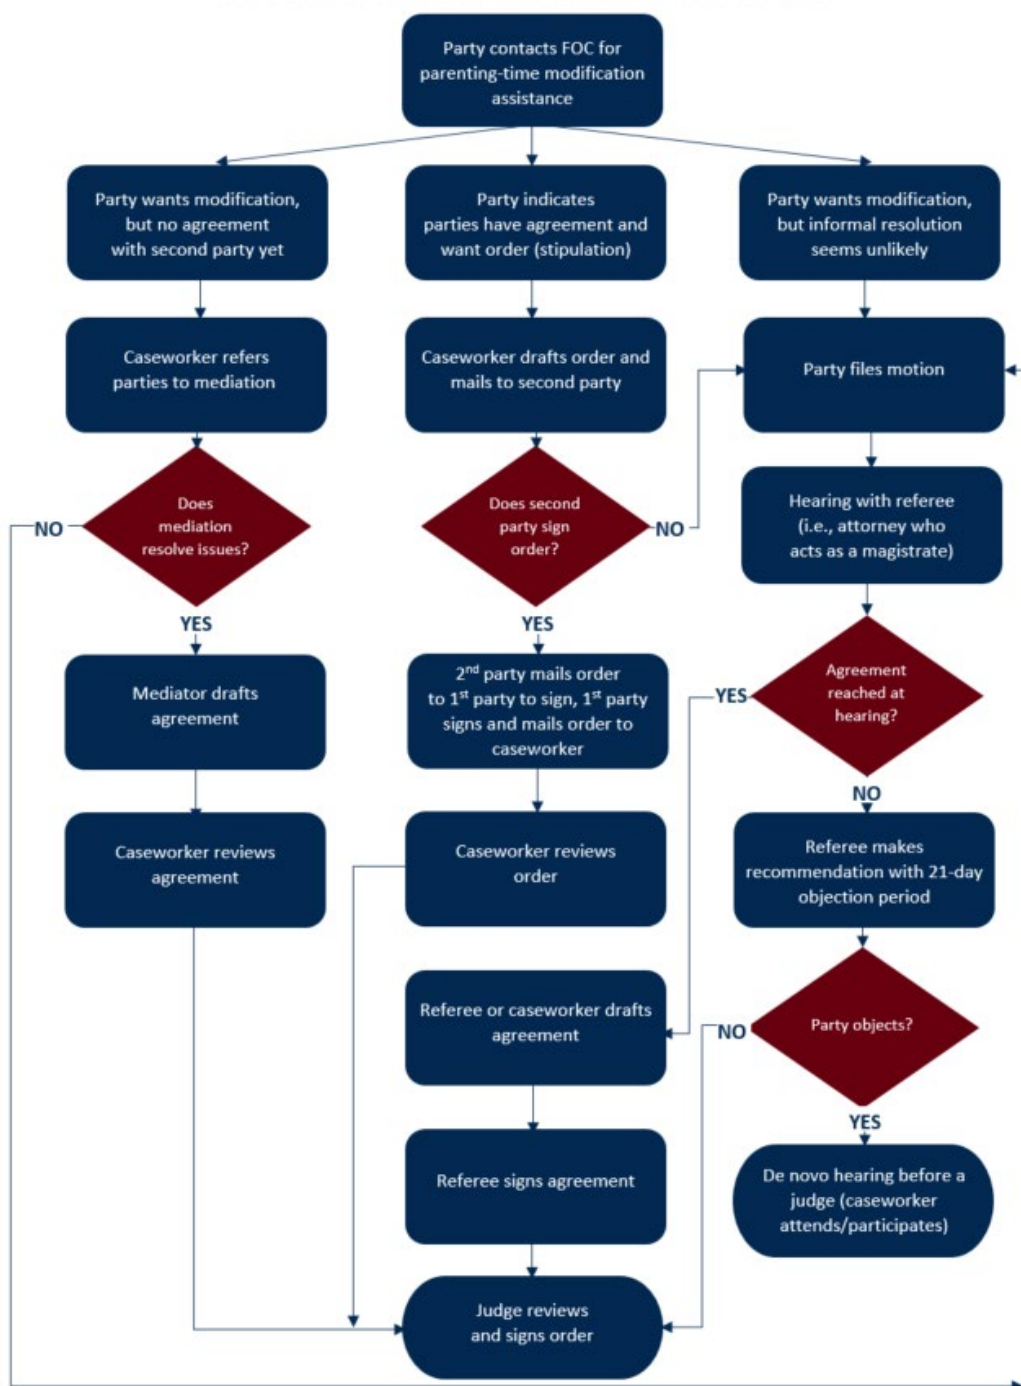 Party contacts FOC for
parenting-time modification
assistance
Party wants modification,
but no agreement
with second party yet
Party indicates
parties have agreement and
want order (stipulation)
Party wants modification,
but informal resolution
seems unlikely
Caseworker refers
parties to mediation
Caseworker drafts order and
mails to second party
Party files motion
Does
mediation
resolve issues?
NO
Does second
party sign
order?
NO
Hearing with referee
(i.e., attorney who
acts as a magistrate)
YES
YES
Mediator drafts
agreement
2nd party mails order
to 1st party to sign, 1st party
signs and mails order to
caseworker
Agreement
reached at
hearing?
YES
NO
Caseworker reviews
agreement
Caseworker reviews
order
Referee makes
recommendation with 21-day
objection period
Referee or caseworker drafts
agreement
Party objects?
NO
YES
Referee signs agreement
De novo hearing before a
judge (caseworker
attends/participates)
Judge reviews
and signs order